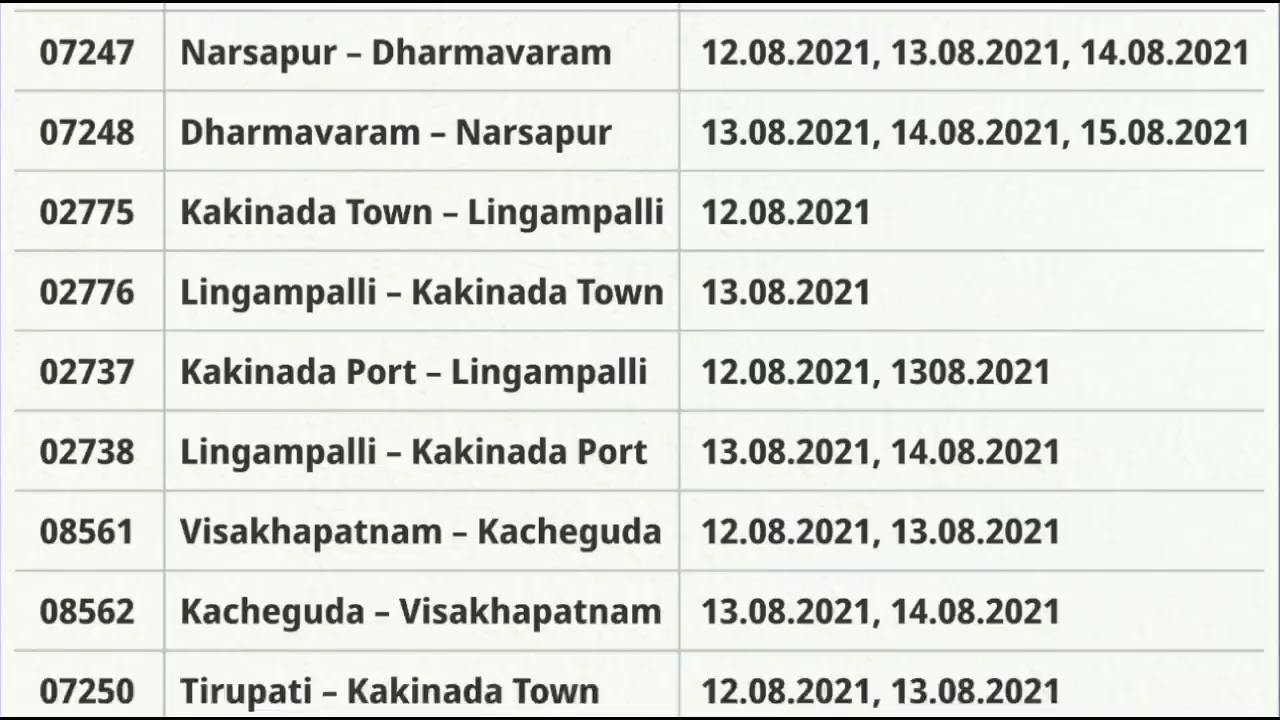 07247 Narsapur – Dharmavaram 12.08.2021, 13.08.2021, 14.08.2021
07248 Dharmavaram – Narsapur 13.08.2021, 14.08.2021, 15.08.2021
02775 Kakinada Town – Lingampalli 12.08.2021
02776 Lingampalli – Kakinada Town 13.08.2021
02737 Kakinada Port – Lingampalli 12.08.2021, 1308.2021
02738 Lingampalli – Kakinada Port 13.08.2021, 14.08.2021
08561 Visakhapatnam – Kacheguda 12.08.2021, 13.08.2021
08562 Kacheguda – Visakhapatnam 13.08.2021, 14.08.2021
07250 Tirupati – Kakinada Town 12.08.2021, 13.08.2021